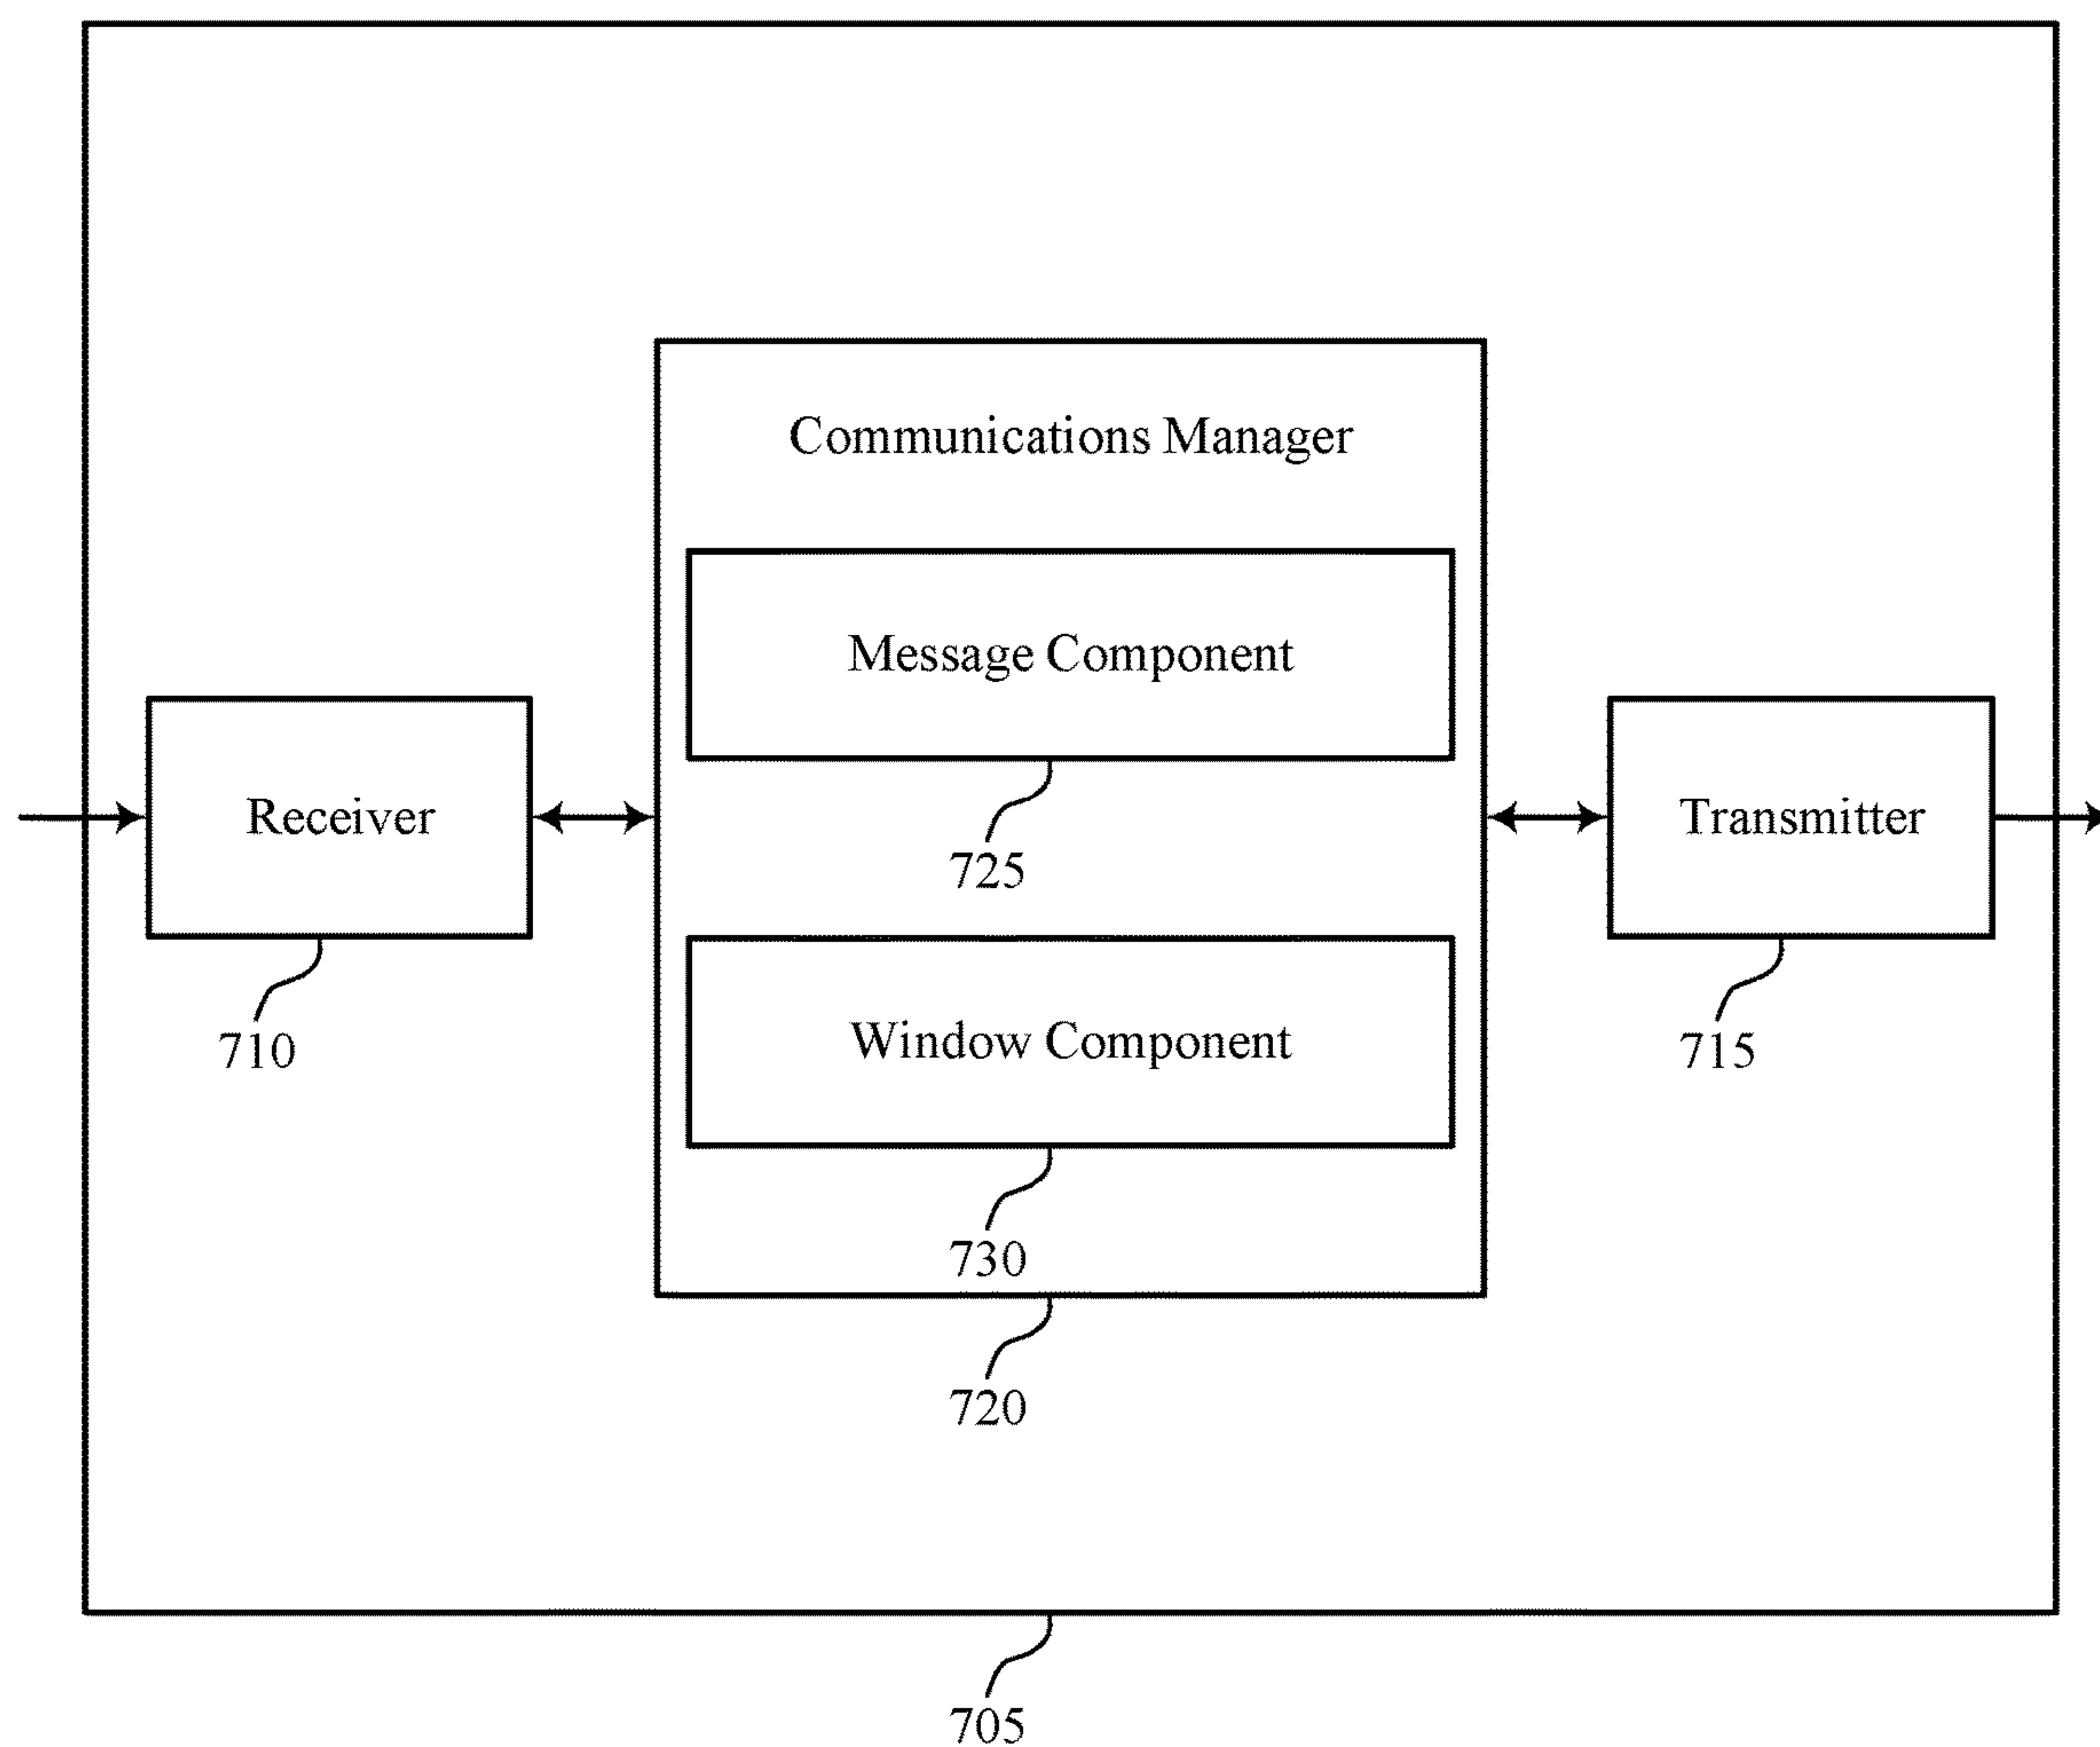 Communications Manager
Message Component
725
Receiver
710
Transmitter
715
Window Component
730
720
705